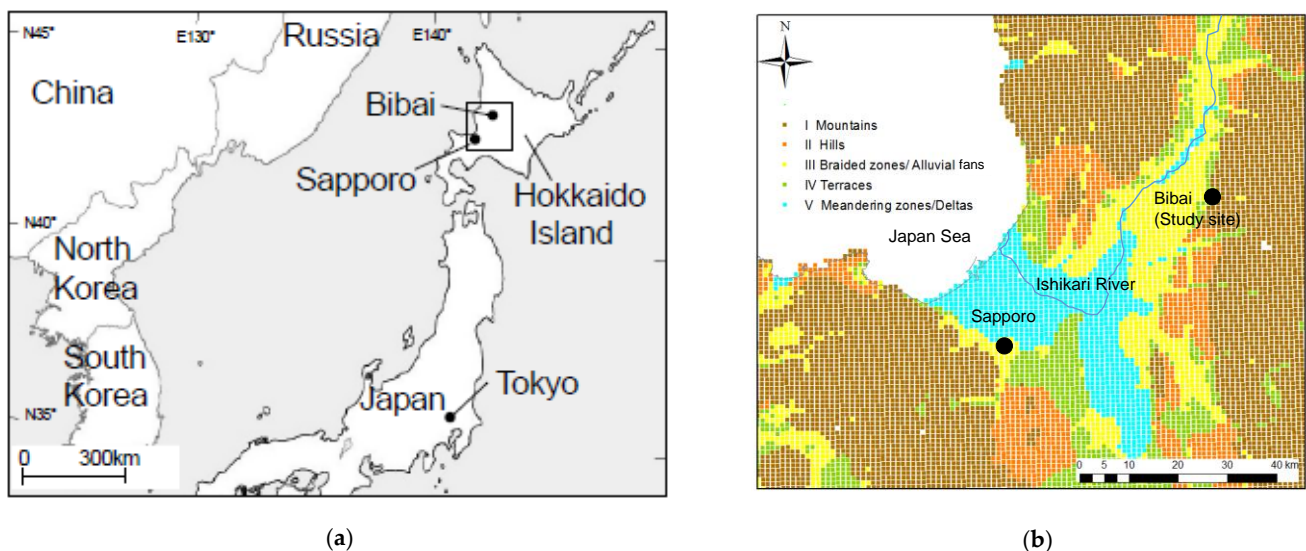 N45°
E130°
Russia
E140°
China
Bibai
Sapporo
Hokkaido
Island
N40°
North
Korea
South
Korea
Japan
Tokyo
N35°
0 300km
(a)
N
I Mountains
II Hills
III Braided zones/ Alluvial fans
IV Terraces
V Meandering zones/Deltas
Bibai
(Study site)
Japan Sea
Ishikari River
Sapporo
0 5 10 20 30 40 km
(b)